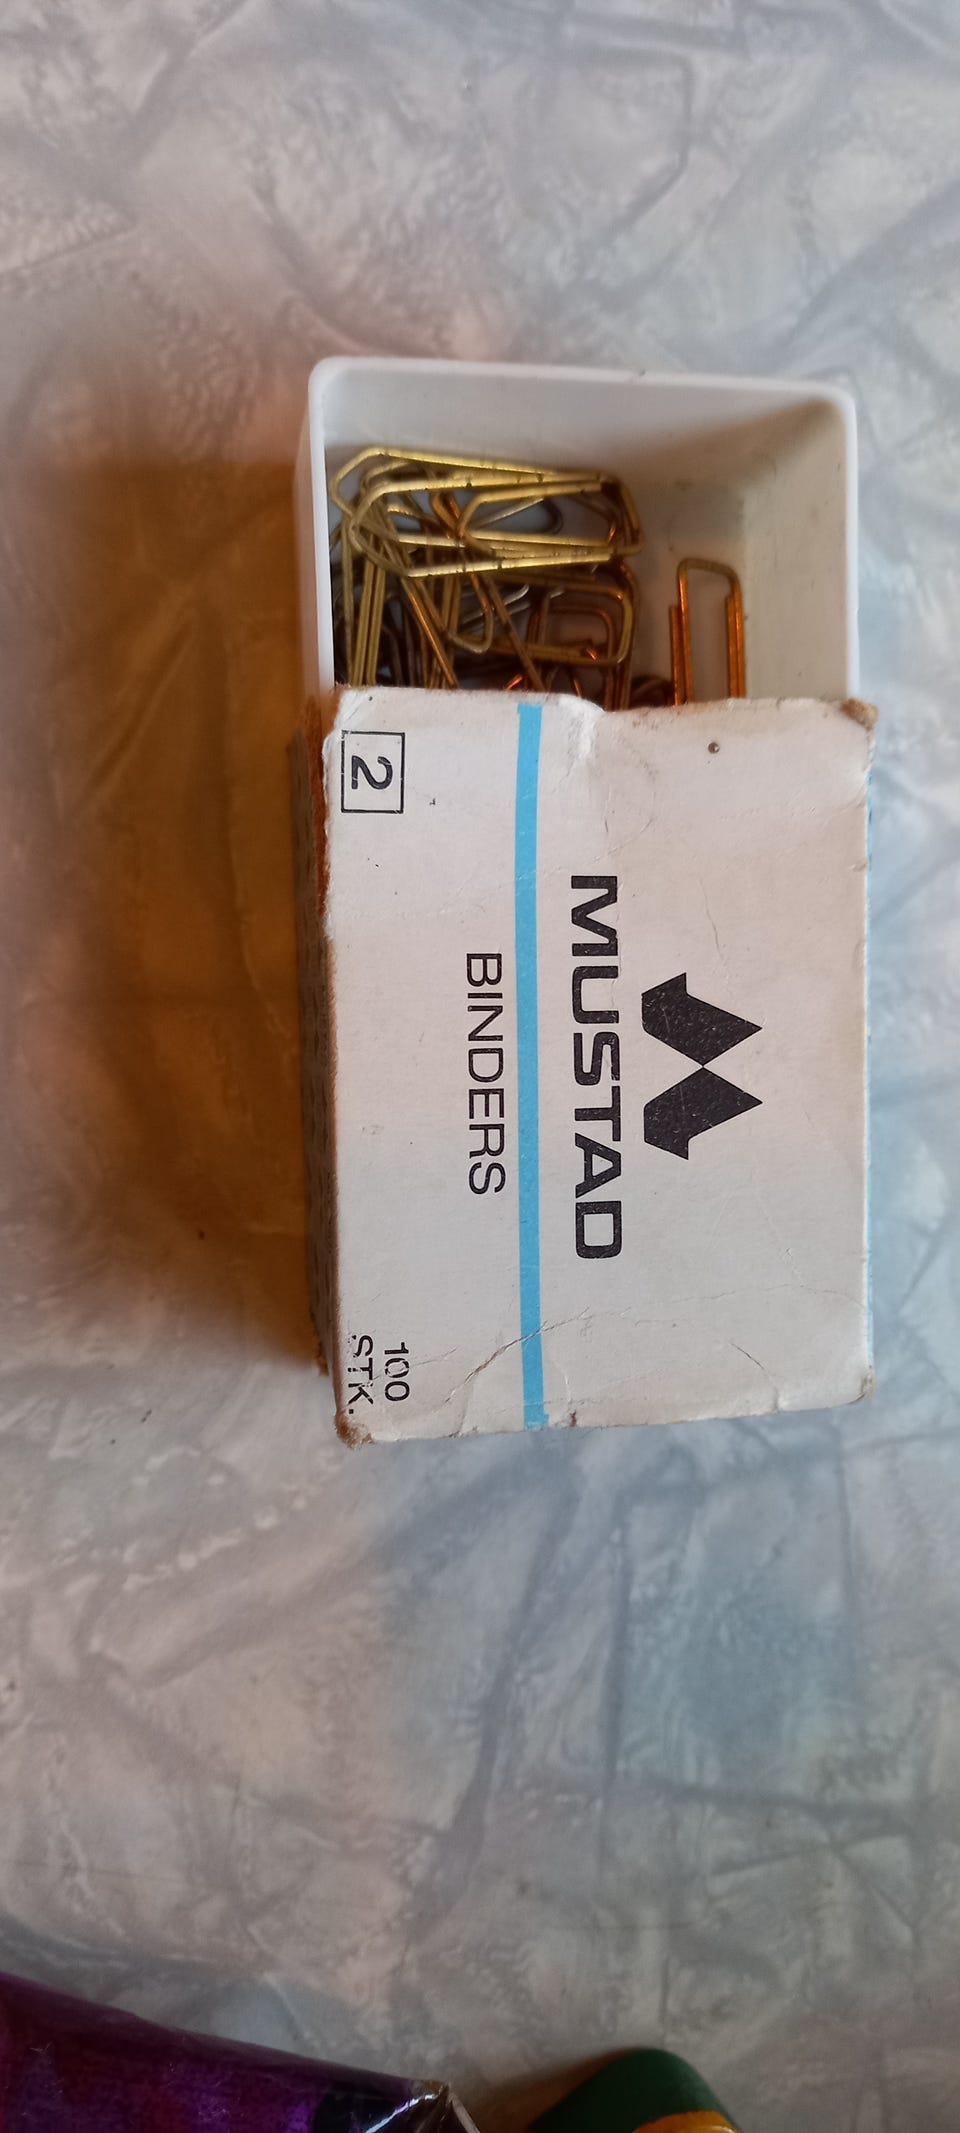 MUSTAD
BINDERS
2
100
STK.